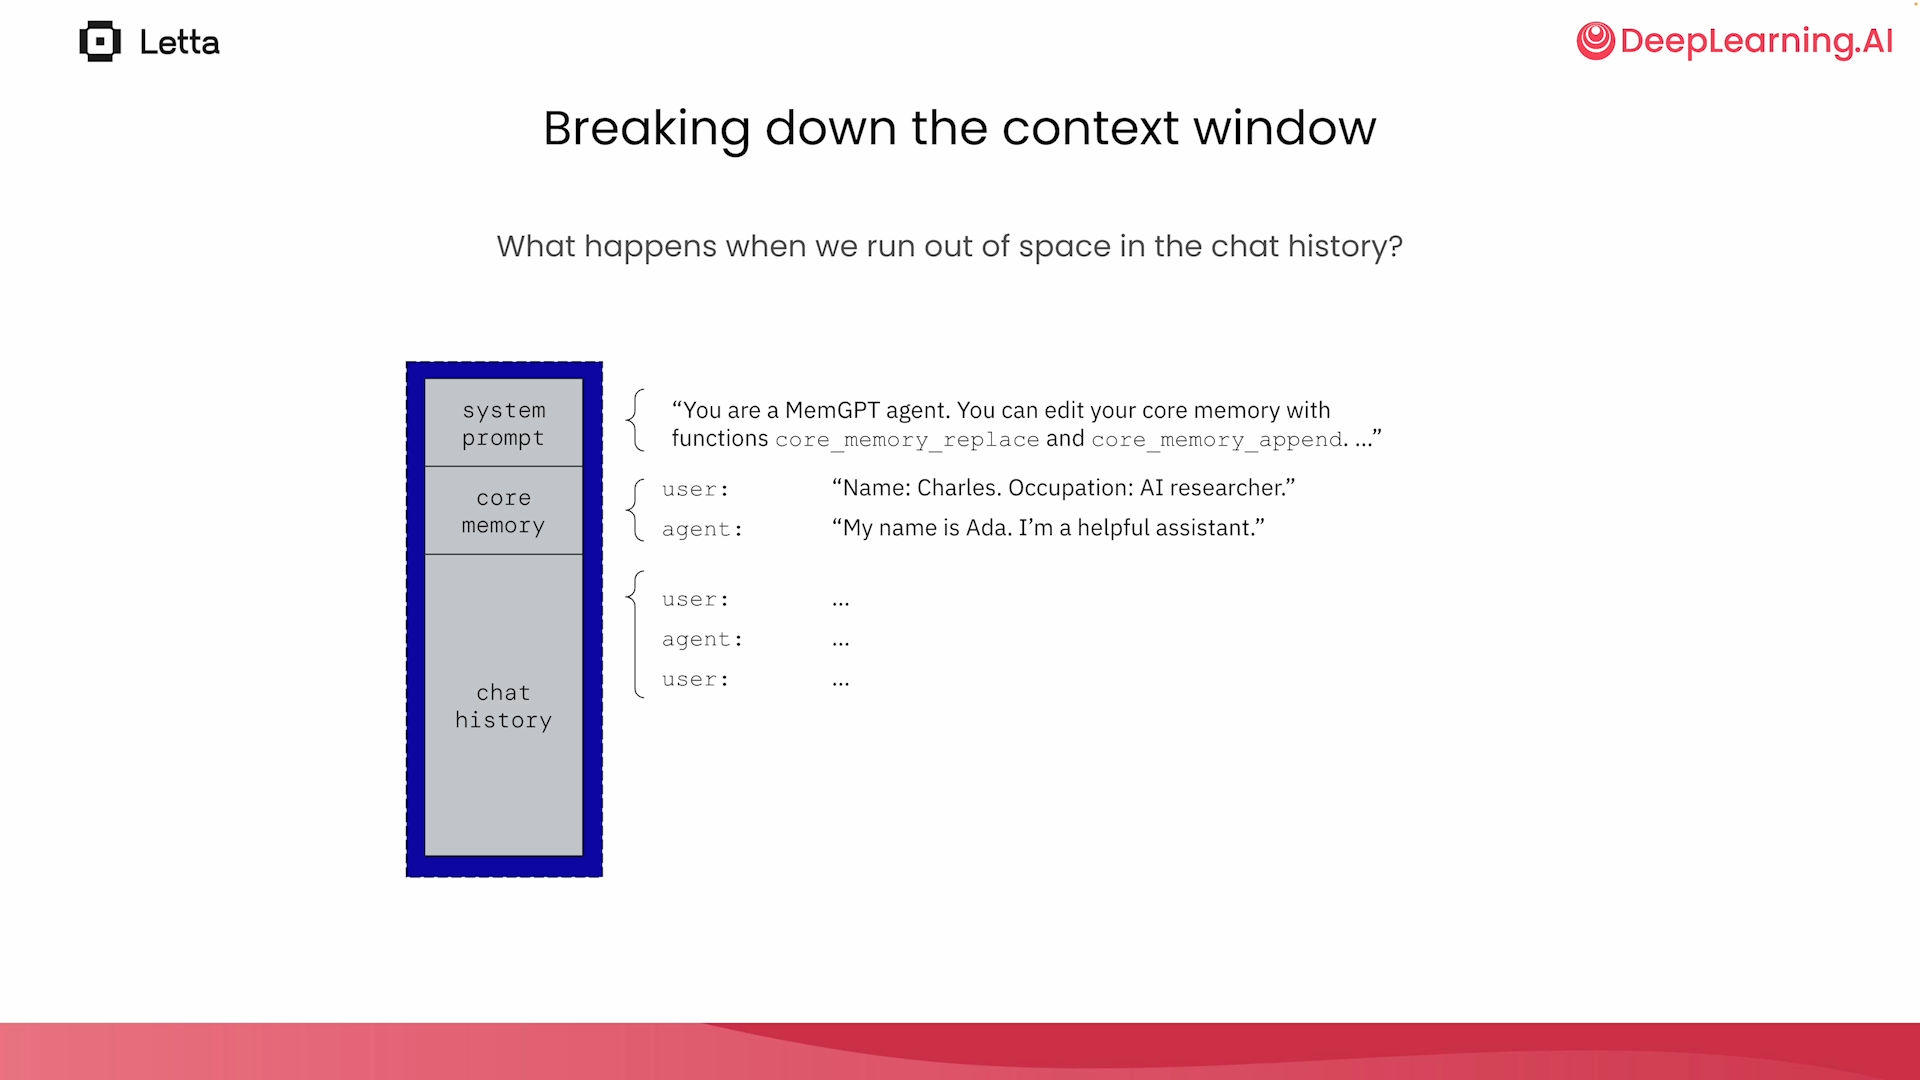 Letta
DeepLearning.AI
Breaking down the context window
What happens when we run out of space in the chat history?
system
prompt
“You are a MemGPT agent. You can edit your core memory with
functions core_memory_replace and core_memory_append. ...”
core
memory
user: “Name: Charles. Occupation: AI researcher.”
agent: “My name is Ada. I’m a helpful assistant.”
chat
history
user: ...
agent: ...
user: ...